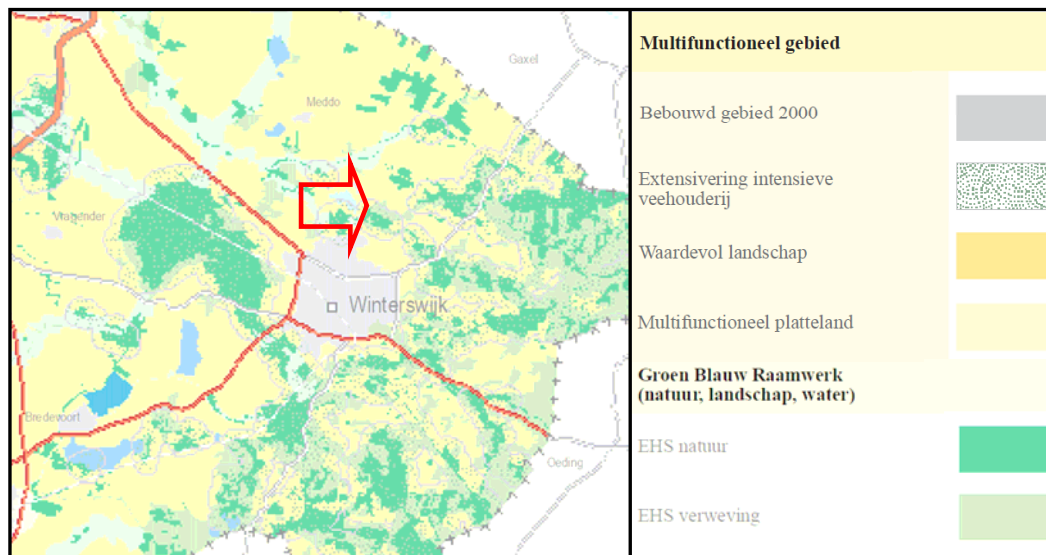 Gaxel
Meddo
Vragender
Winterswijk
Bredevoort
Oeding
Multifunctioneel gebied
Bebouwd gebied 2000
Extensivering intensieve
veehouderij
Waardevol landschap
Multifunctioneel platteland
Groen Blauw Raamwerk
(natuur, landschap, water)
EHS natuur
EHS verweving